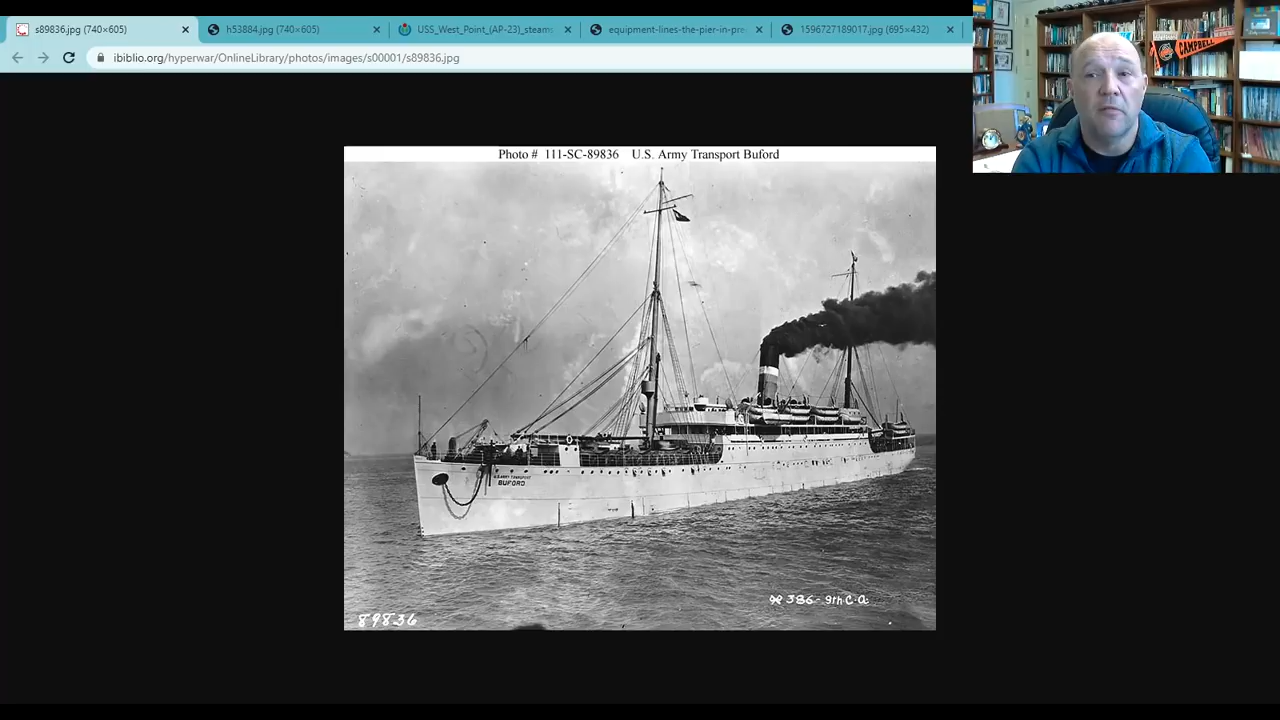 s89836.jpg (740×605)
h53884.jpg (740×605)
USS_West_Point_(AP-23)_steams
equipment-lines-the-pier-in-pre
1596727189017.jpg (695×432)
ibiblio.org/hyperwar/OnlineLibrary/photos/images/s00001/s89836.jpg
CAMPBELL
Photo # 111-SC-89836 U.S. Army Transport Buford
U.S. ARMY TRANSPORT
BUFORD
386-9th C.A.
89836